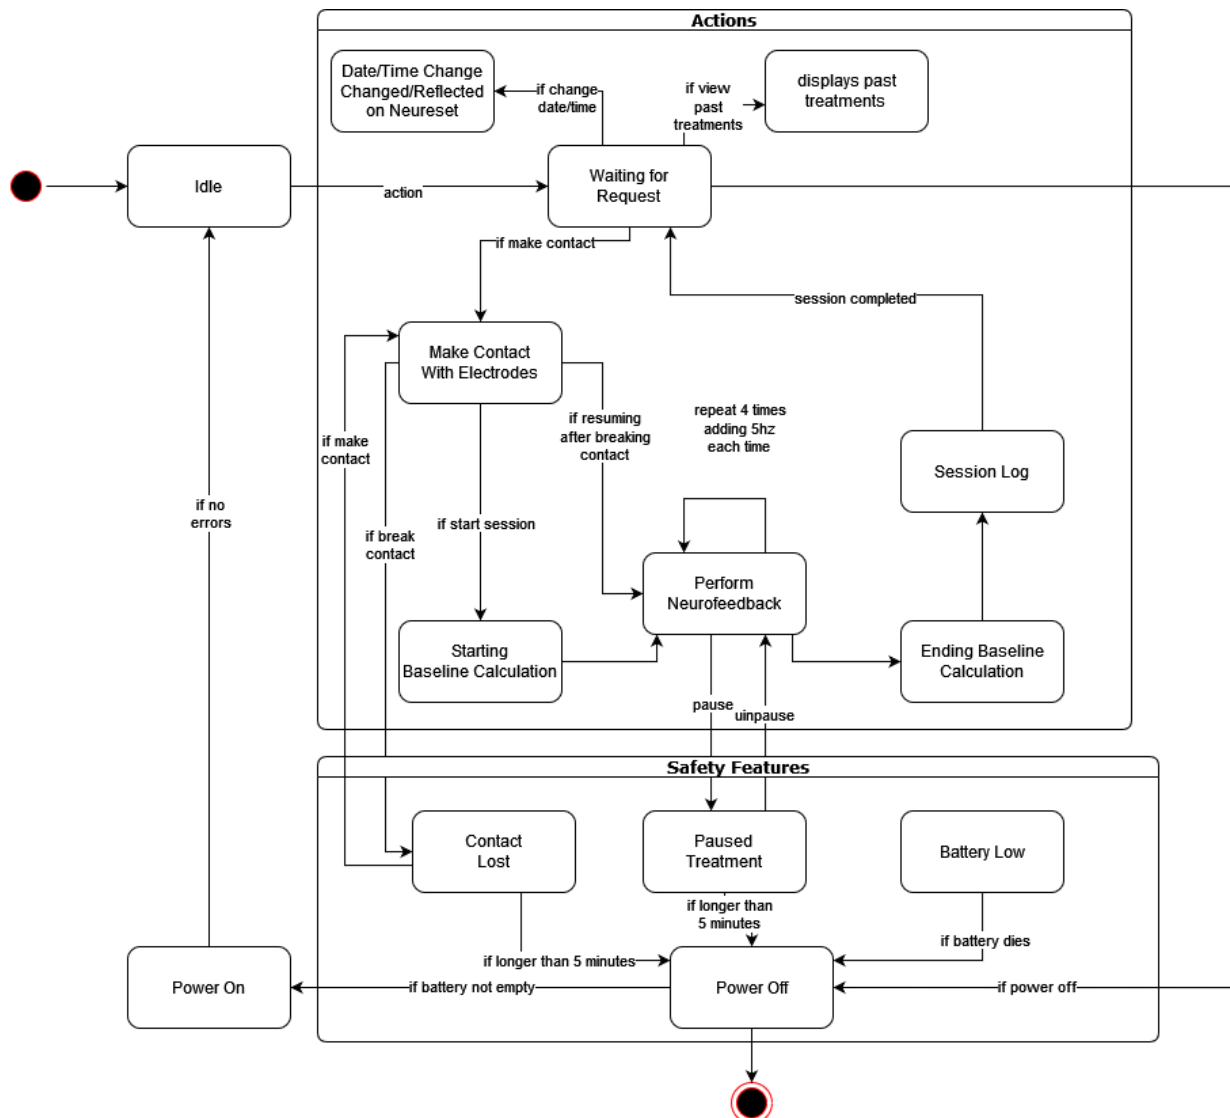 Actions
Date/Time Change
Changed/Reflected
on Neureset
if change
date/time
if view
past
treatments
displays past
treatments
Idle
action
Waiting for
Request
if make contact
session completed
Make Contact
With Electrodes
if resuming
after breaking
contact
repeat 4 times
adding 5hz
each time
if make
contact
Session Log
if no
errors
if break
contact
if start session
Perform
Neurofeedback
Starting
Baseline Calculation
Ending Baseline
Calculation
pause
uinpause
Safety Features
Contact
Lost
Paused
Treatment
Battery Low
if longer than
5 minutes
if battery dies
if longer than 5 minutes
Power On
if battery not empty
Power Off
if power off